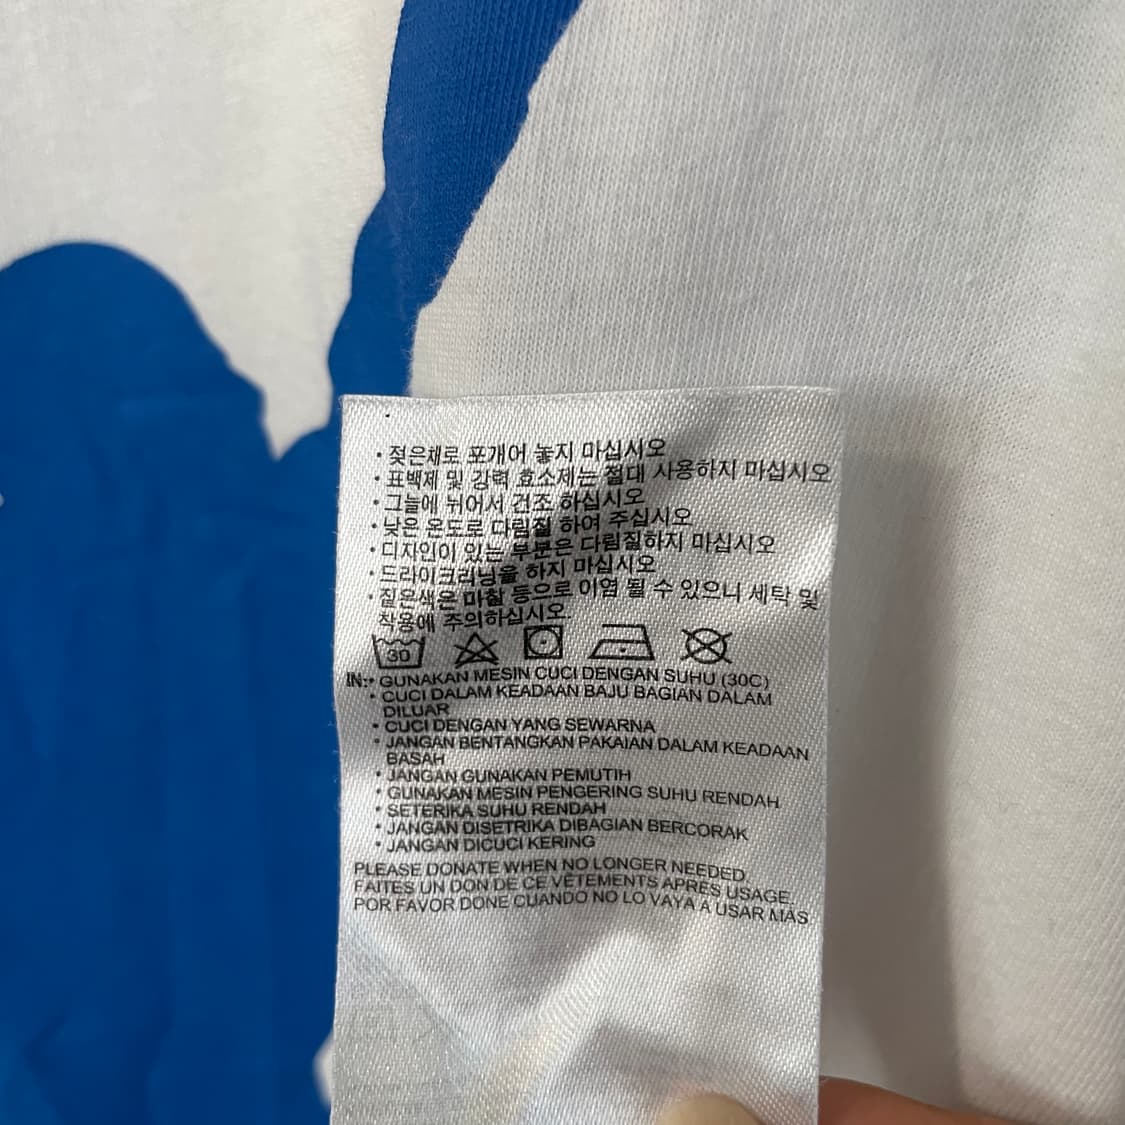 • 젖은채로 포개어 놓지 마십시오
• 표백제 및 강력 효소제는 절대 사용하지 마십시오
• 그늘에 뉘어서 건조 하십시오
• 낮은 온도로 다림질 하여 주십시오
• 디자인이 있는 부분은 다림질하지 마십시오
• 드라이크리닝을 하지 마십시오
• 짙은색은 마찰 등으로 이염 될 수 있으니 세탁 및
착용에 주의하십시오.
30
IN:• GUNAKAN MESIN CUCI DENGAN SUHU (30C)
• CUCI DALAM KEADAAN BAJU BAGIAN DALAM
DILUAR
• CUCI DENGAN YANG SEWARNA
• JANGAN BENTANGKAN PAKAIAN DALAM KEADAAN
BASAH
• JANGAN GUNAKAN PEMUTIH
• GUNAKAN MESIN PENGERING SUHU RENDAH
• SETERIKA SUHU RENDAH
• JANGAN DISETRIKA DIBAGIAN BERCORAK
• JANGAN DICUCI KERING
PLEASE DONATE WHEN NO LONGER NEEDED.
FAITES UN DON DE CE VÊTEMENTS APRÈS USAGE.
POR FAVOR DONE CUANDO NO LO VAYA A USAR MÁS.